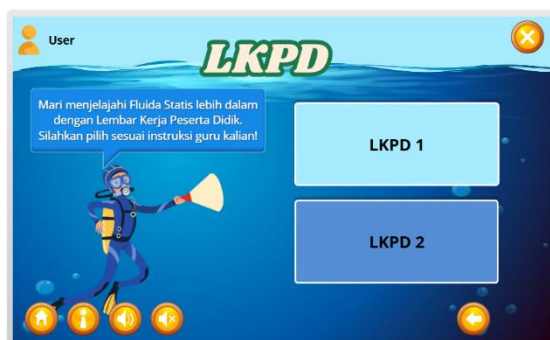 User
LKPD
Mari menjelajahi Fluida Statis lebih dalam
dengan Lembar Kerja Peserta Didik.
Silahkan pilih sesuai instruksi guru kalian!
LKPD 1
LKPD 2